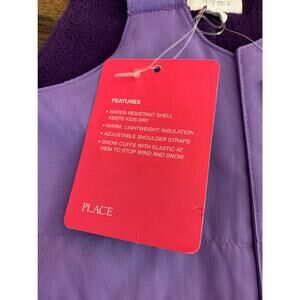 FEATURES
• WATER-RESISTANT SHELL
KEEPS KIDS DRY
• WARM, LIGHTWEIGHT INSULATION
• ADJUSTABLE SHOULDER STRAPS
• SNOW CUFFS WITH ELASTIC AT
HEM TO STOP WIND AND SNOW
PLACE